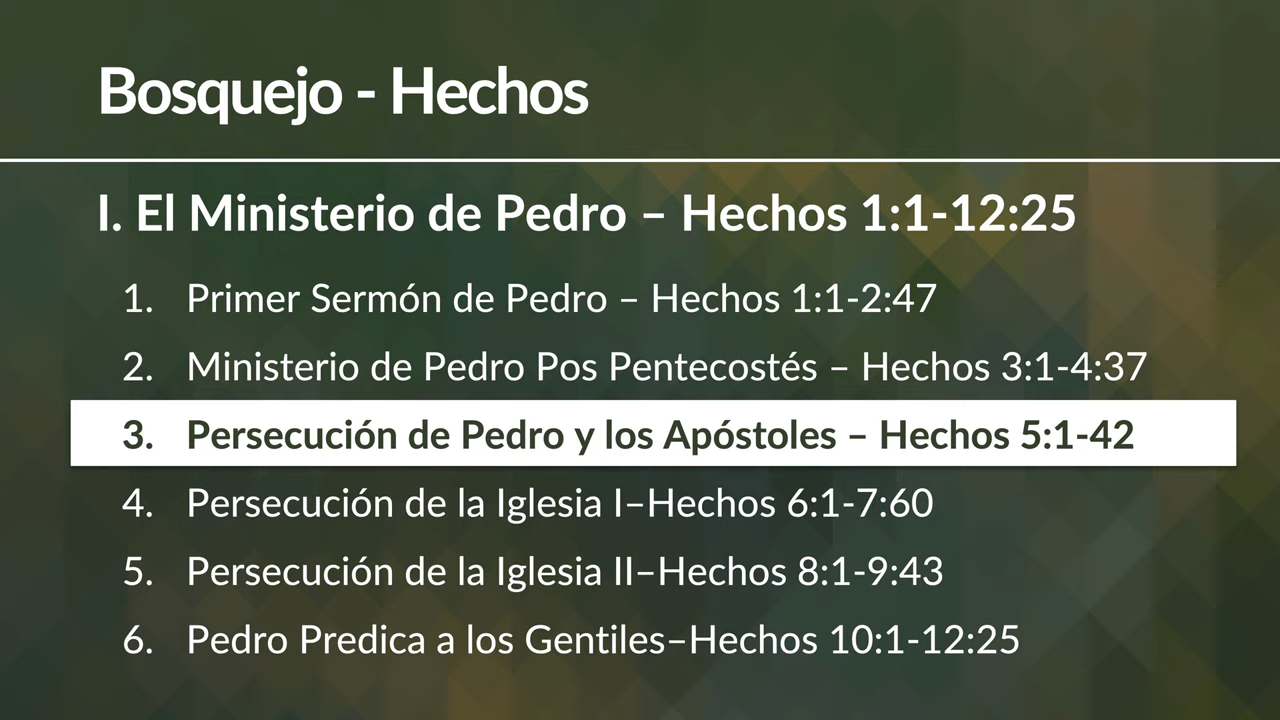 Bosquejo - Hechos
I. El Ministerio de Pedro – Hechos 1:1-12:25
1. Primer Sermón de Pedro – Hechos 1:1-2:47
2. Ministerio de Pedro Pos Pentecostés – Hechos 3:1-4:37
3. Persecución de Pedro y los Apóstoles – Hechos 5:1-42
4. Persecución de la Iglesia I–Hechos 6:1-7:60
5. Persecución de la Iglesia II–Hechos 8:1-9:43
6. Pedro Predica a los Gentiles–Hechos 10:1-12:25